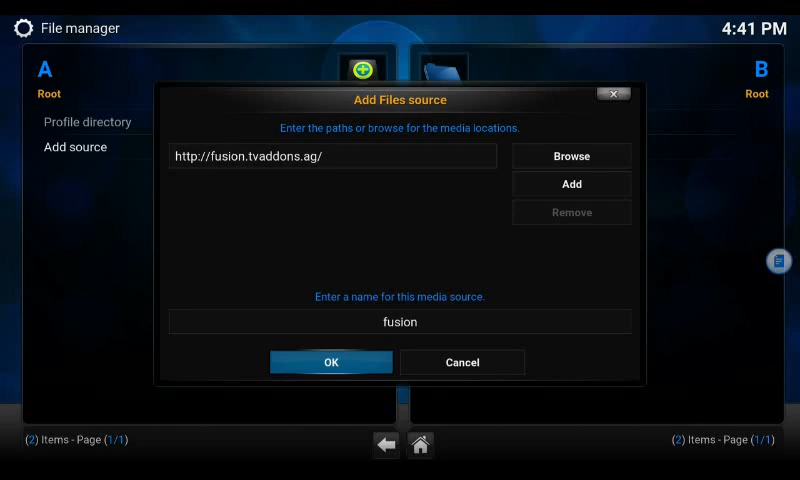 File manager
4:41 PM
A
B
Root
Root
Profile directory
Add source
Add Files source
Enter the paths or browse for the media locations.
http://fusion.tvaddons.ag/
Browse
Add
Remove
Enter a name for this media source.
fusion
OK
Cancel
(2) Items - Page (1/1)
(2) Items - Page (1/1)